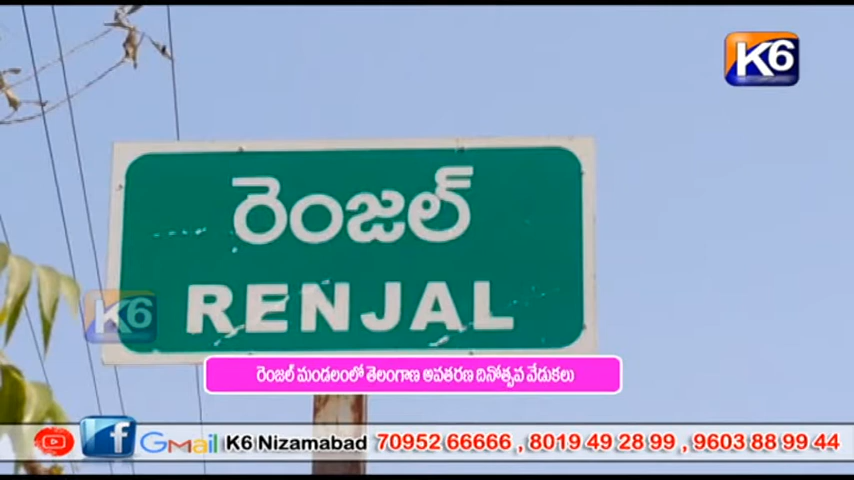 K6
రెంజల్
RENJAL
K6
రెంజల్ మండలంలో తెలంగాణ అవతరణ దినోత్సవ వేడుకలు
f Gmail K6 Nizamabad 70952 66666 , 8019 49 28 99 , 9603 88 99 44